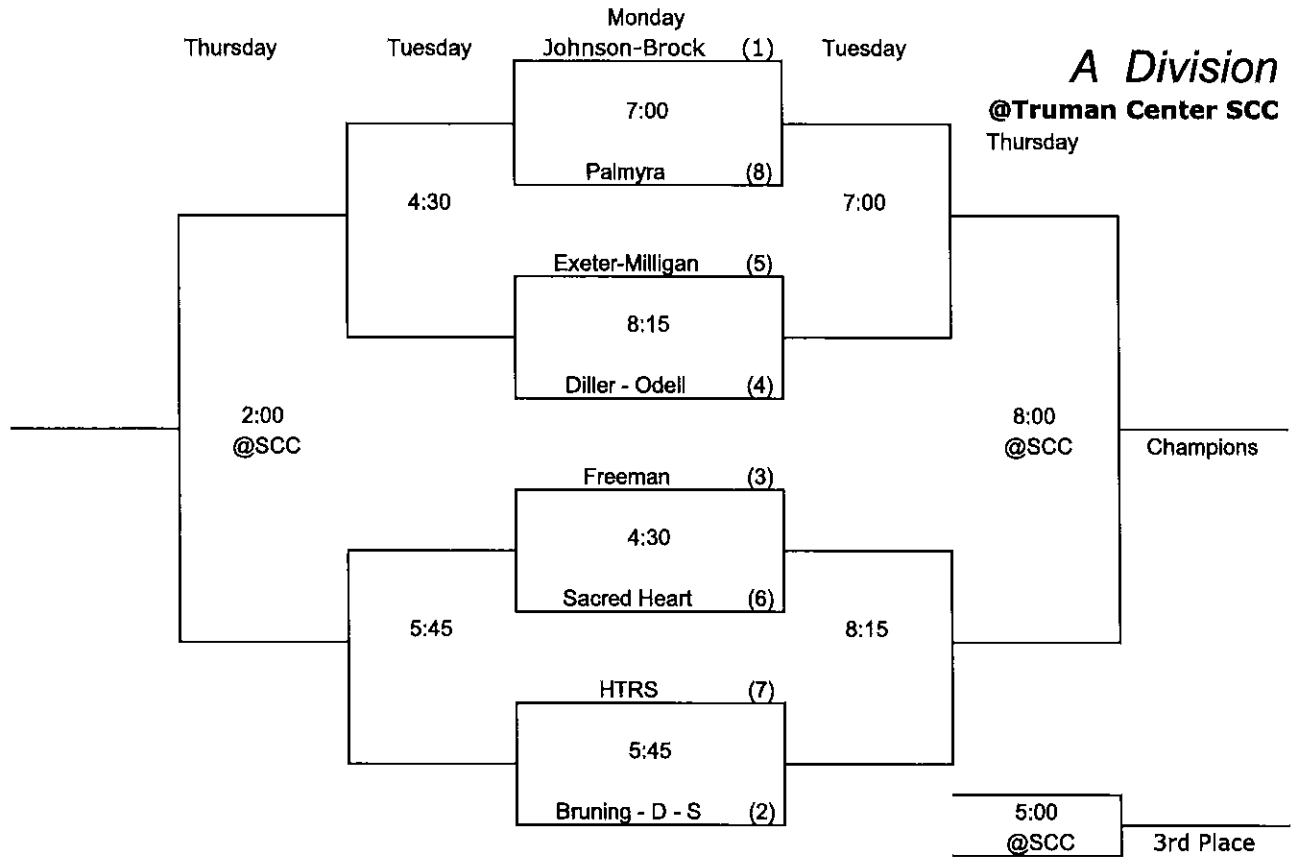 Monday
Thursday Tuesday Johnson-Brock (1) Tuesday
A Division
@Truman Center SCC
Thursday
7:00
Palmyra (8)
4:30 7:00
Exeter-Milligan (5)
8:15
Diller - Odell (4)
2:00 8:00
@SCC @SCC Champions
Freeman (3)
4:30
Sacred Heart (6)
5:45 8:15
HTRS (7)
5:45
Bruning - D - S (2)
5:00
@SCC 3rd Place